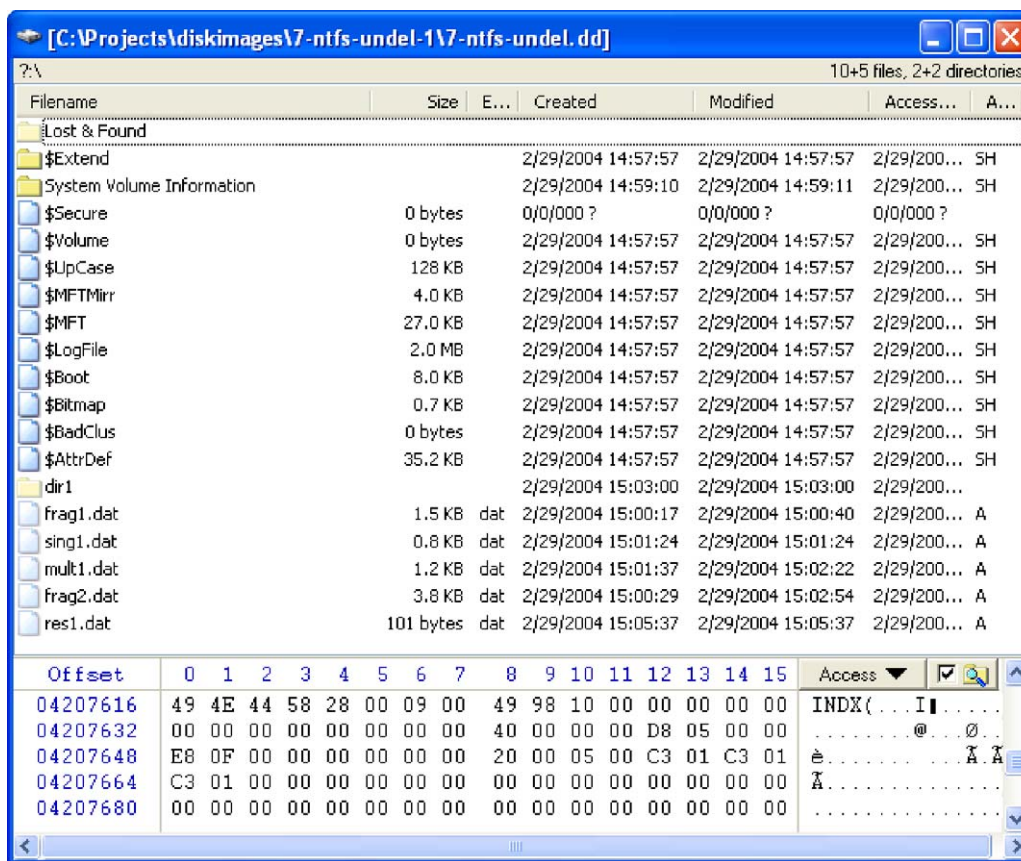 [C:\Projects\diskimages\7-ntfs-undel-1\7-ntfs-undel.dd]
?:\ 10+5 files, 2+2 directories
Filename Size E... Created Modified Access... A...
Lost & Found
$Extend 2/29/2004 14:57:57 2/29/2004 14:57:57 2/29/200... SH
System Volume Information 2/29/2004 14:59:10 2/29/2004 14:59:11 2/29/200... SH
$Secure 0 bytes 0/0/000 ? 0/0/000 ? 0/0/000 ?
$Volume 0 bytes 2/29/2004 14:57:57 2/29/2004 14:57:57 2/29/200... SH
$UpCase 128 KB 2/29/2004 14:57:57 2/29/2004 14:57:57 2/29/200... SH
$MFTMirr 4.0 KB 2/29/2004 14:57:57 2/29/2004 14:57:57 2/29/200... SH
$MFT 27.0 KB 2/29/2004 14:57:57 2/29/2004 14:57:57 2/29/200... SH
$LogFile 2.0 MB 2/29/2004 14:57:57 2/29/2004 14:57:57 2/29/200... SH
$Boot 8.0 KB 2/29/2004 14:57:57 2/29/2004 14:57:57 2/29/200... SH
$Bitmap 0.7 KB 2/29/2004 14:57:57 2/29/2004 14:57:57 2/29/200... SH
$BadClus 0 bytes 2/29/2004 14:57:57 2/29/2004 14:57:57 2/29/200... SH
$AttrDef 35.2 KB 2/29/2004 14:57:57 2/29/2004 14:57:57 2/29/200... SH
dir1 2/29/2004 15:03:00 2/29/2004 15:03:00 2/29/200...
frag1.dat 1.5 KB dat 2/29/2004 15:00:17 2/29/2004 15:00:40 2/29/200... A
sing1.dat 0.8 KB dat 2/29/2004 15:01:24 2/29/2004 15:01:24 2/29/200... A
mult1.dat 1.2 KB dat 2/29/2004 15:01:37 2/29/2004 15:02:22 2/29/200... A
frag2.dat 3.8 KB dat 2/29/2004 15:00:29 2/29/2004 15:02:54 2/29/200... A
res1.dat 101 bytes dat 2/29/2004 15:05:37 2/29/2004 15:05:37 2/29/200... A
Offset 0 1 2 3 4 5 6 7 8 9 10 11 12 13 14 15 Access
04207616 49 4E 44 58 28 00 09 00 49 98 10 00 00 00 00 00 INDX(...I▮.....
04207632 00 00 00 00 00 00 00 00 40 00 00 00 D8 05 00 00 ........@...Ø...
04207648 E8 0F 00 00 00 00 00 00 20 00 05 00 C3 01 C3 01 è....... ...Ã.Ã
04207664 C3 01 00 00 00 00 00 00 00 00 00 00 00 00 00 00 Ã...............
04207680 00 00 00 00 00 00 00 00 00 00 00 00 00 00 00 00 ................